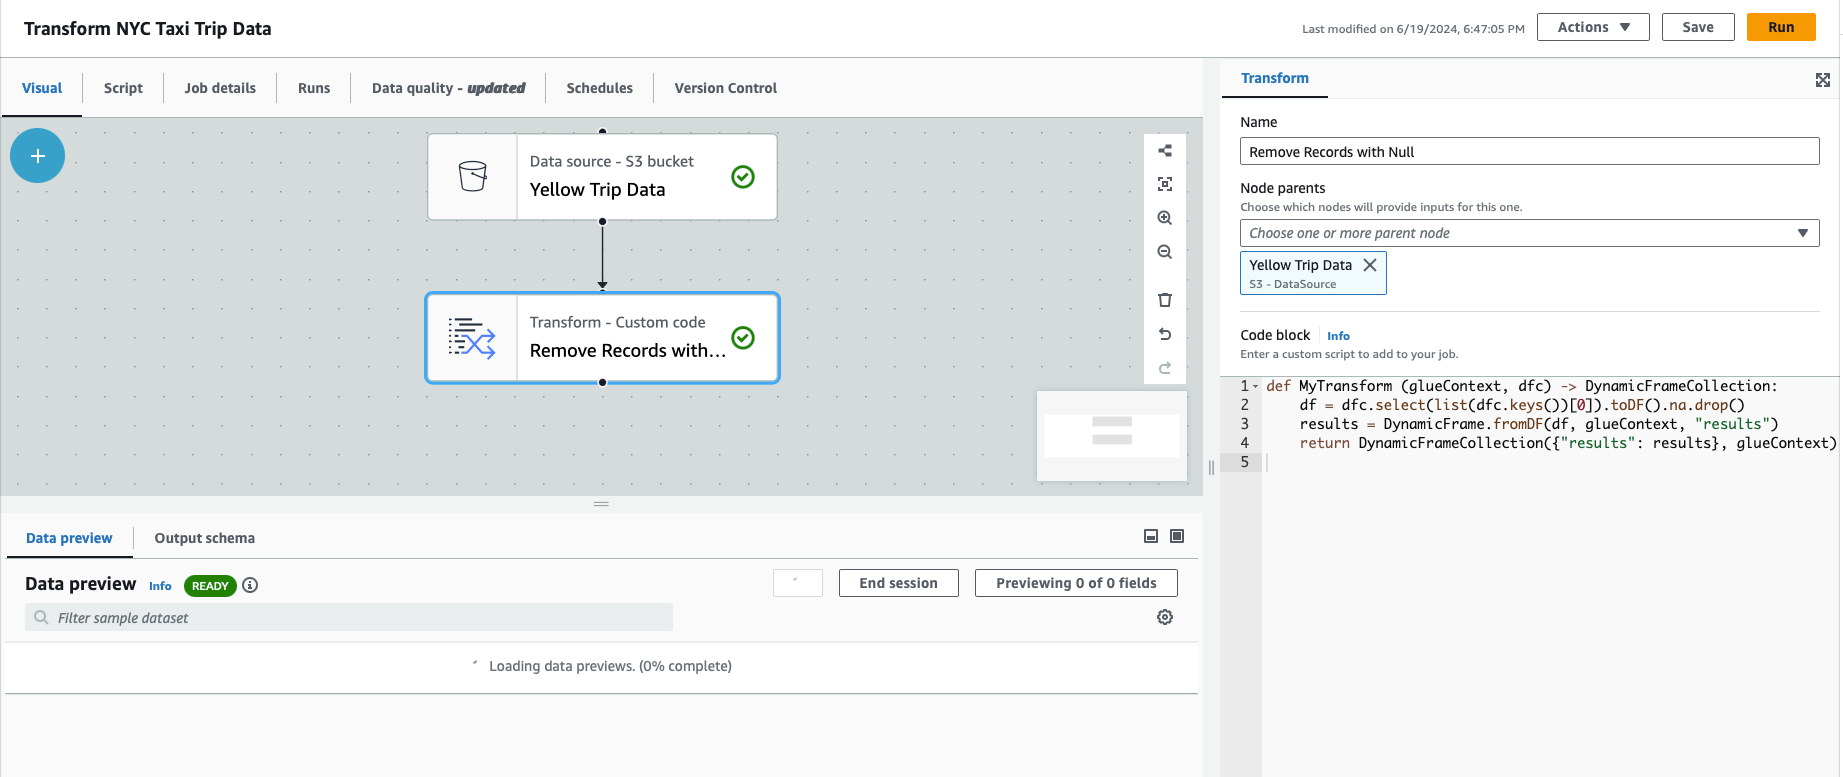 Transform NYC Taxi Trip Data
Last modified on 6/19/2024, 6:47:05 PM
Actions
Save
Run
Visual
Script
Job details
Runs
Data quality - updated
Schedules
Version Control
Data source - S3 bucket
Yellow Trip Data
Transform - Custom code
Remove Records with...
Data preview
Output schema
Data preview
Info
READY
End session
Previewing 0 of 0 fields
Filter sample dataset
Loading data previews. (0% complete)
Transform
Name
Remove Records with Null
Node parents
Choose which nodes will provide inputs for this one.
Choose one or more parent node
Yellow Trip Data
S3 - DataSource
Code block
Info
Enter a custom script to add to your job.
1 def MyTransform (glueContext, dfc) -> DynamicFrameCollection:
2     df = dfc.select(list(dfc.keys())[0]).toDF().na.drop()
3     results = DynamicFrame.fromDF(df, glueContext, "results")
4     return DynamicFrameCollection({"results": results}, glueContext)
5